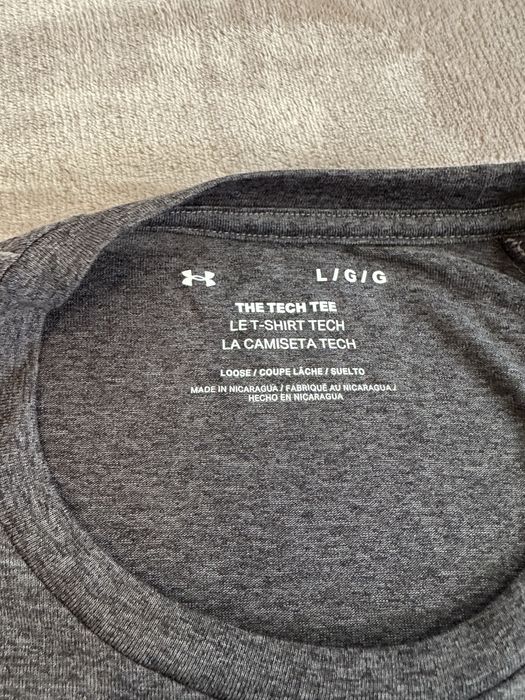 L/G/G
THE TECH TEE
LE T-SHIRT TECH
LA CAMISETA TECH
LOOSE / COUPE LÂCHE / SUELTO
MADE IN NICARAGUA / FABRIQUÉ AU NICARAGUA /
HECHO EN NICARAGUA